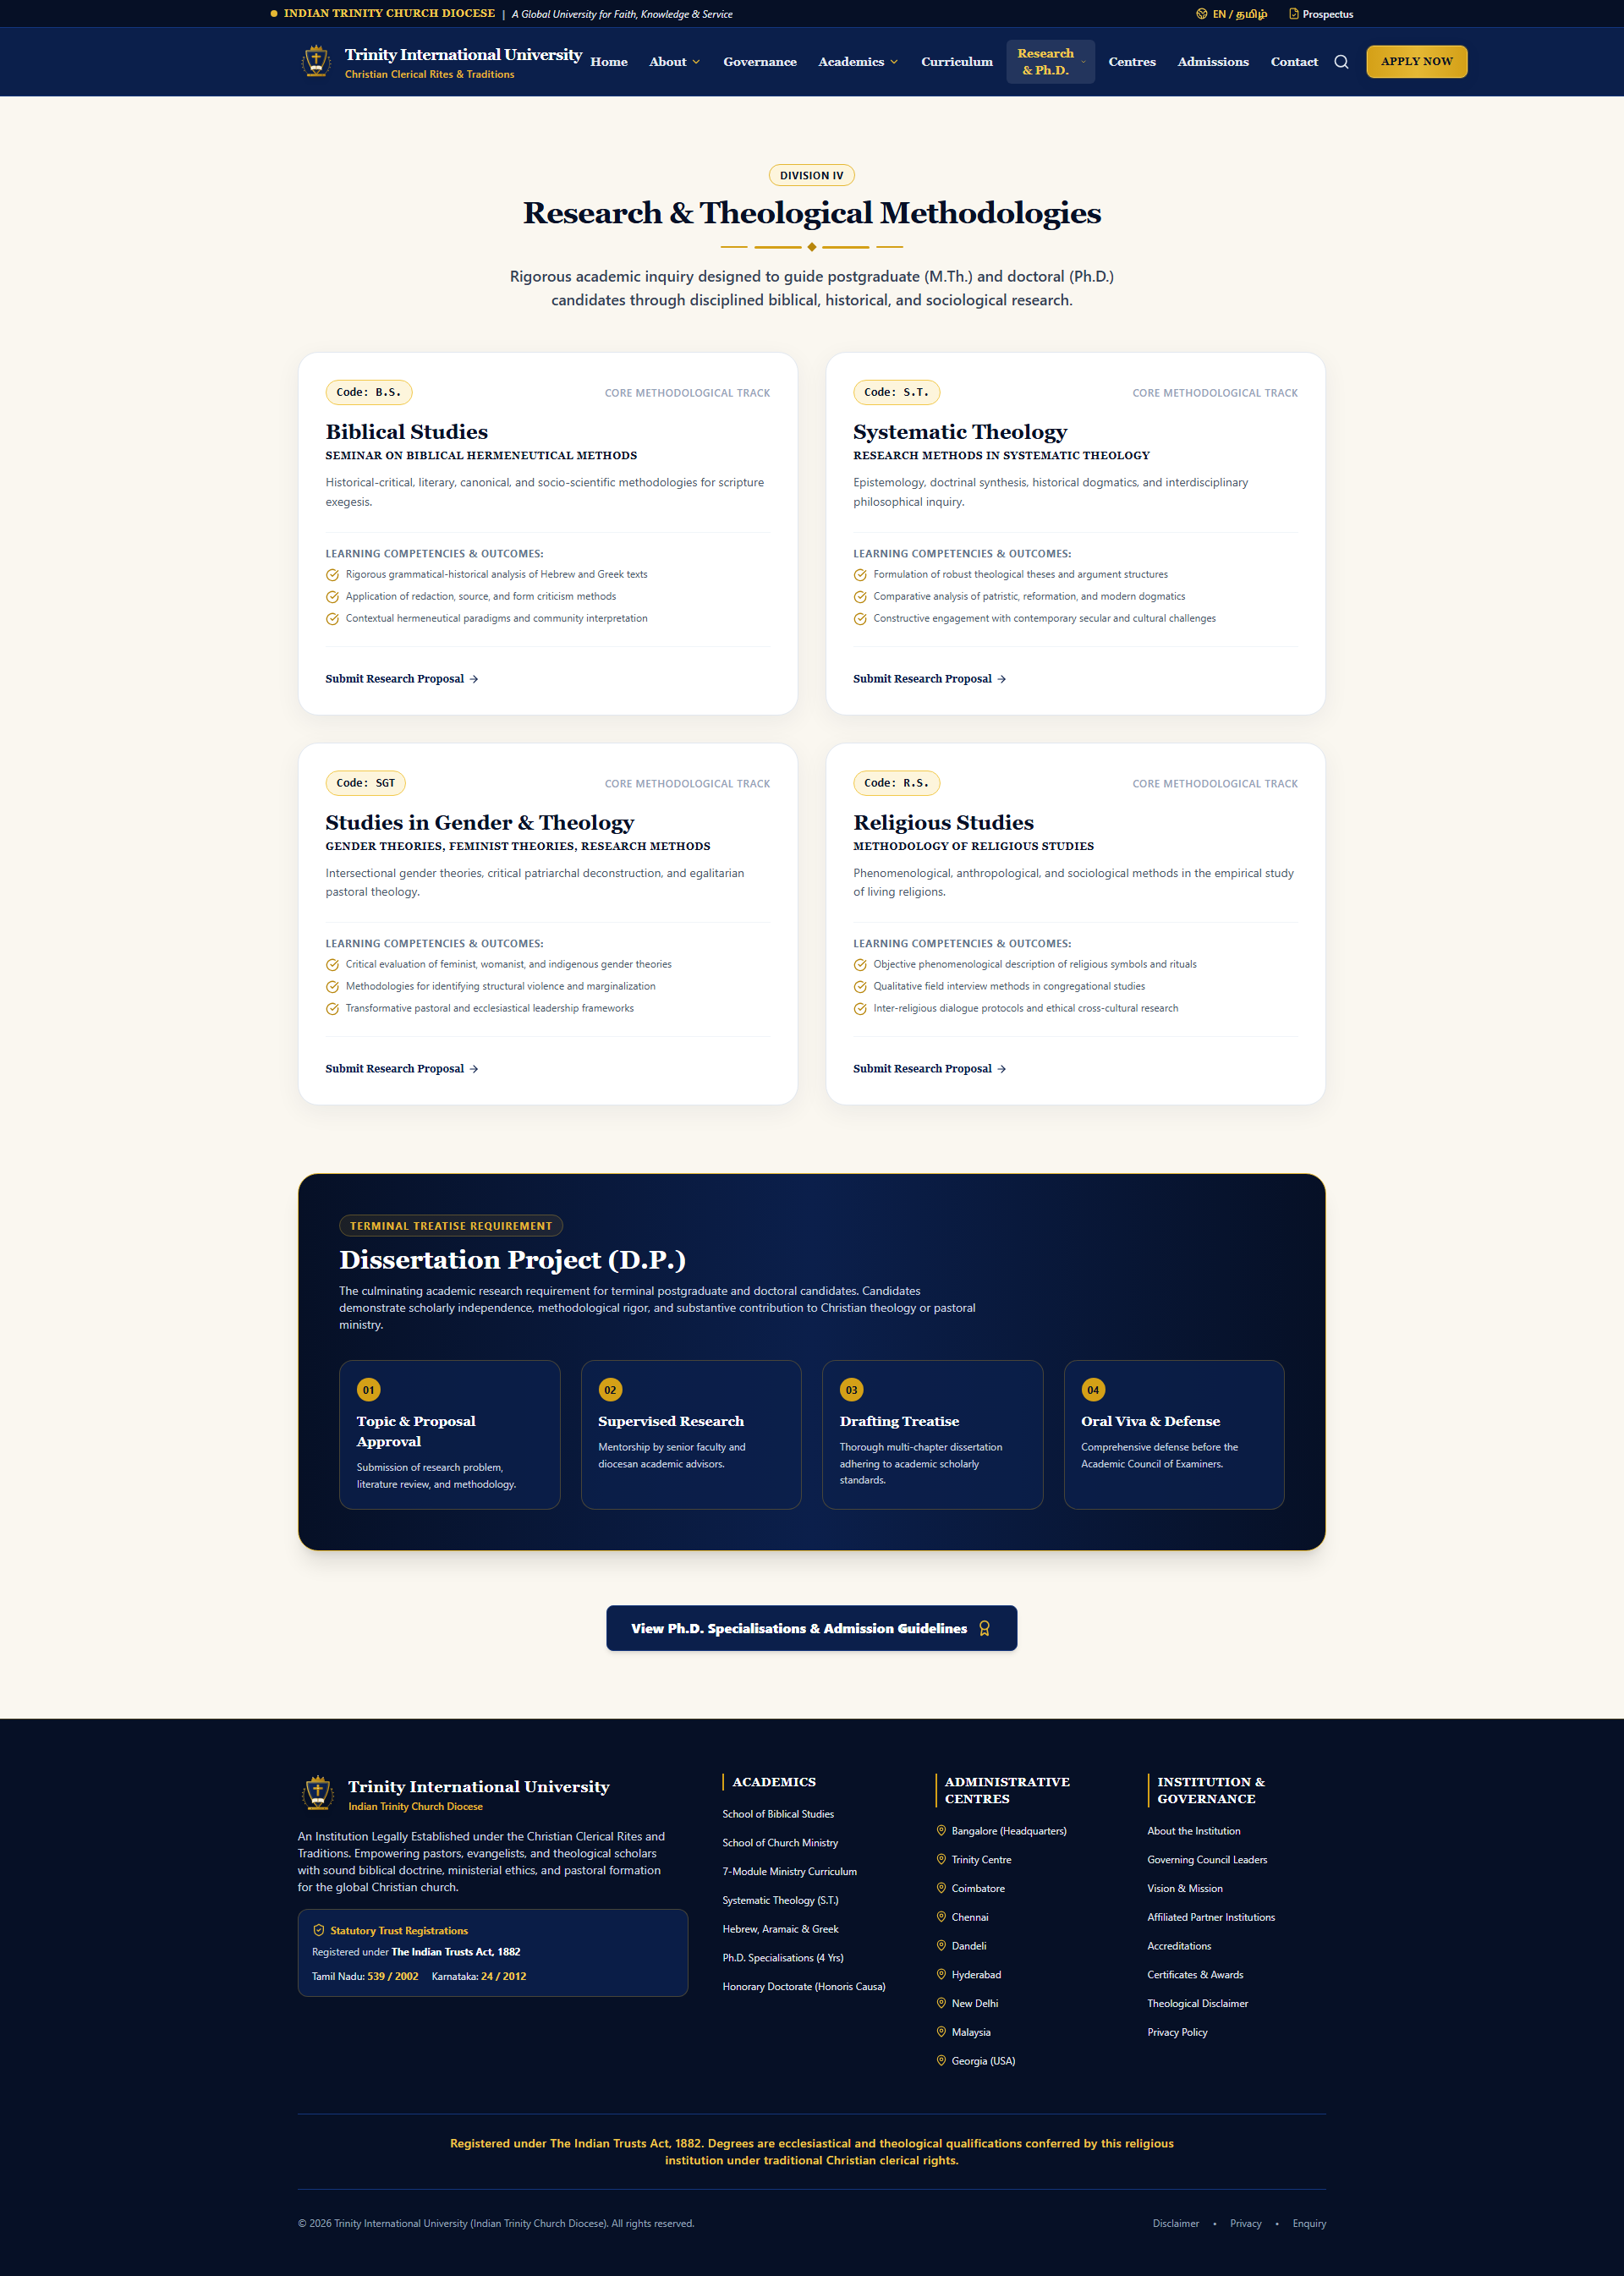 INDIAN TRINITY CHURCH DIOCESE | A Global University for Faith, Knowledge & Service
EN / தமிழ்
Prospectus
Trinity International University
Christian Clerical Rites & Traditions
Home
About
Governance
Academics
Curriculum
Research
& Ph.D.
Centres
Admissions
Contact
APPLY NOW
DIVISION IV
Research & Theological Methodologies
Rigorous academic inquiry designed to guide postgraduate (M.Th.) and doctoral (Ph.D.)
candidates through disciplined biblical, historical, and sociological research.
Code: B.S.
CORE METHODOLOGICAL TRACK
Biblical Studies
SEMINAR ON BIBLICAL HERMENEUTICAL METHODS
Historical-critical, literary, canonical, and socio-scientific methodologies for scripture
exegesis.
LEARNING COMPETENCIES & OUTCOMES:
Rigorous grammatical-historical analysis of Hebrew and Greek texts
Application of redaction, source, and form criticism methods
Contextual hermeneutical paradigms and community interpretation
Submit Research Proposal →
Code: S.T.
CORE METHODOLOGICAL TRACK
Systematic Theology
RESEARCH METHODS IN SYSTEMATIC THEOLOGY
Epistemology, doctrinal synthesis, historical dogmatics, and interdisciplinary
philosophical inquiry.
LEARNING COMPETENCIES & OUTCOMES:
Formulation of robust theological theses and argument structures
Comparative analysis of patristic, reformation, and modern dogmatics
Constructive engagement with contemporary secular and cultural challenges
Submit Research Proposal →
Code: SGT
CORE METHODOLOGICAL TRACK
Studies in Gender & Theology
GENDER THEORIES, FEMINIST THEORIES, RESEARCH METHODS
Intersectional gender theories, critical patriarchal deconstruction, and egalitarian
pastoral theology.
LEARNING COMPETENCIES & OUTCOMES:
Critical evaluation of feminist, womanist, and indigenous gender theories
Methodologies for identifying structural violence and marginalization
Transformative pastoral and ecclesiastical leadership frameworks
Submit Research Proposal →
Code: R.S.
CORE METHODOLOGICAL TRACK
Religious Studies
METHODOLOGY OF RELIGIOUS STUDIES
Phenomenological, anthropological, and sociological methods in the empirical study
of living religions.
LEARNING COMPETENCIES & OUTCOMES:
Objective phenomenological description of religious symbols and rituals
Qualitative field interview methods in congregational studies
Inter-religious dialogue protocols and ethical cross-cultural research
Submit Research Proposal →
TERMINAL TREATISE REQUIREMENT
Dissertation Project (D.P.)
The culminating academic research requirement for terminal postgraduate and doctoral candidates. Candidates
demonstrate scholarly independence, methodological rigor, and substantive contribution to Christian theology or pastoral
ministry.
01
Topic & Proposal
Approval
Submission of research problem,
literature review, and methodology.
02
Supervised Research
Mentorship by senior faculty and
diocesan academic advisors.
03
Drafting Treatise
Thorough multi-chapter dissertation
adhering to academic scholarly
standards.
04
Oral Viva & Defense
Comprehensive defense before the
Academic Council of Examiners.
View Ph.D. Specialisations & Admission Guidelines
Trinity International University
Indian Trinity Church Diocese
An Institution Legally Established under the Christian Clerical Rites and
Traditions. Empowering pastors, evangelists, and theological scholars
with sound biblical doctrine, ministerial ethics, and pastoral formation
for the global Christian church.
Statutory Trust Registrations
Registered under The Indian Trusts Act, 1882
Tamil Nadu: 539 / 2002 Karnataka: 24 / 2012
ACADEMICS
School of Biblical Studies
School of Church Ministry
7-Module Ministry Curriculum
Systematic Theology (S.T.)
Hebrew, Aramaic & Greek
Ph.D. Specialisations (4 Yrs)
Honorary Doctorate (Honoris Causa)
ADMINISTRATIVE
CENTRES
Bangalore (Headquarters)
Trinity Centre
Coimbatore
Chennai
Dandeli
Hyderabad
New Delhi
Malaysia
Georgia (USA)
INSTITUTION &
GOVERNANCE
About the Institution
Governing Council Leaders
Vision & Mission
Affiliated Partner Institutions
Accreditations
Certificates & Awards
Theological Disclaimer
Privacy Policy
Registered under The Indian Trusts Act, 1882. Degrees are ecclesiastical and theological qualifications conferred by this religious
institution under traditional Christian clerical rights.
© 2026 Trinity International University (Indian Trinity Church Diocese). All rights reserved.
Disclaimer • Privacy • Enquiry